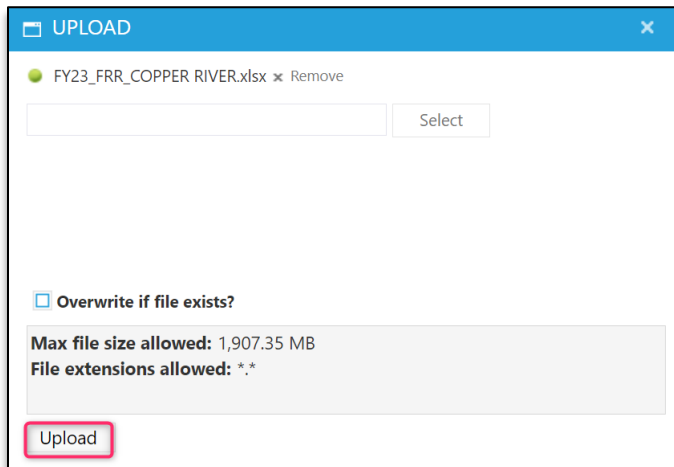 UPLOAD
FY23_FRR_COPPER RIVER.xlsx × Remove
Select
Overwrite if file exists?
Max file size allowed: 1,907.35 MB
File extensions allowed: *.*
Upload